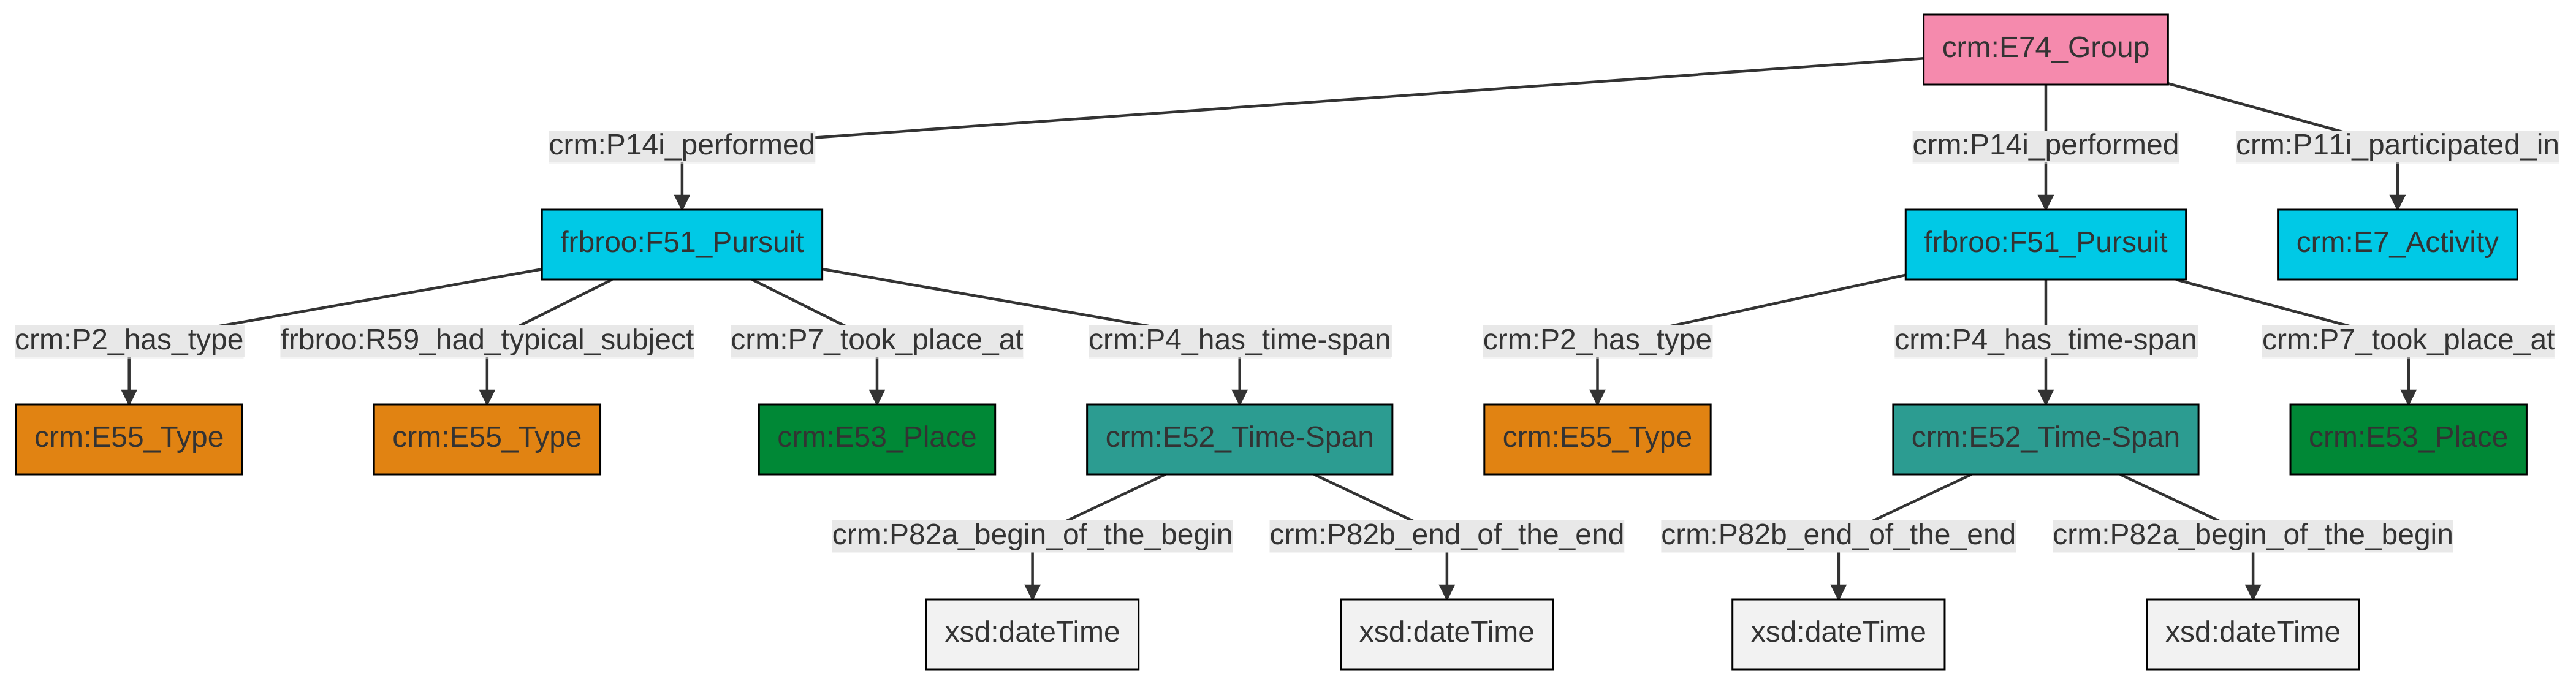 crm:E74_Group
crm:P14i_performed
crm:P14i_performed
crm:P11i_participated_in
frbroo:F51_Pursuit
frbroo:F51_Pursuit
crm:E7_Activity
crm:P2_has_type
frbroo:R59_had_typical_subject
crm:P7_took_place_at
crm:P4_has_time-span
crm:P2_has_type
crm:P4_has_time-span
crm:P7_took_place_at
crm:E55_Type
crm:E55_Type
crm:E53_Place
crm:E52_Time-Span
crm:E55_Type
crm:E52_Time-Span
crm:E53_Place
crm:P82a_begin_of_the_begin
crm:P82b_end_of_the_end
crm:P82b_end_of_the_end
crm:P82a_begin_of_the_begin
xsd:dateTime
xsd:dateTime
xsd:dateTime
xsd:dateTime